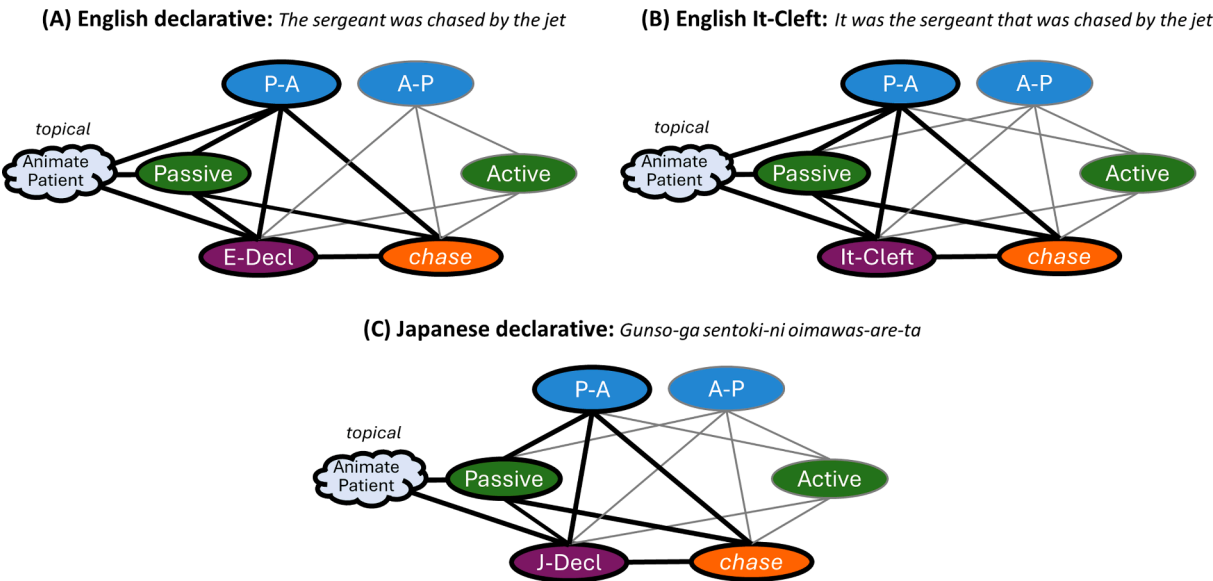 (A) English declarative: The sergeant was chased by the jet
P-A
A-P
topical
Animate
Patient
Passive
Active
E-Decl
chase
(B) English It-Cleft: It was the sergeant that was chased by the jet
P-A
A-P
topical
Animate
Patient
Passive
Active
It-Cleft
chase
(C) Japanese declarative: Gunso-ga sentoki-ni oimawas-are-ta
P-A
A-P
topical
Animate
Patient
Passive
Active
J-Decl
chase